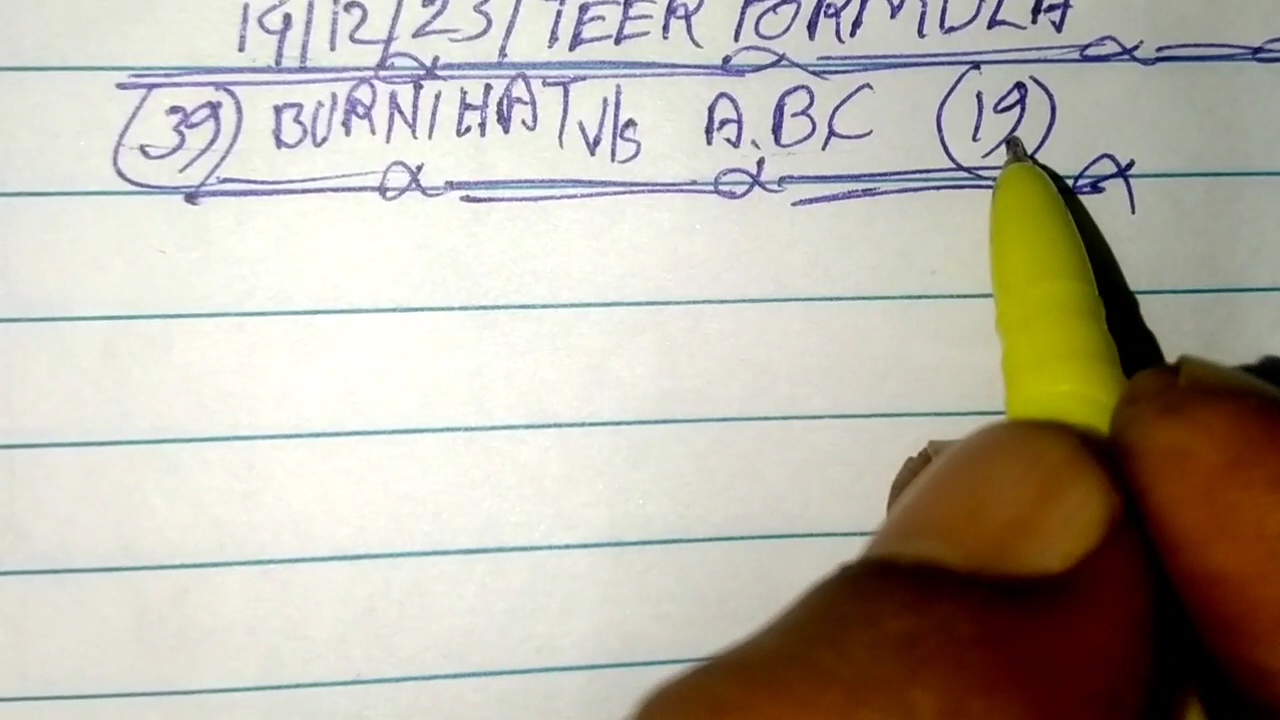 19/12/23/TEER FORMULA
(39) BURNIHAT V/s A.B.C (19)